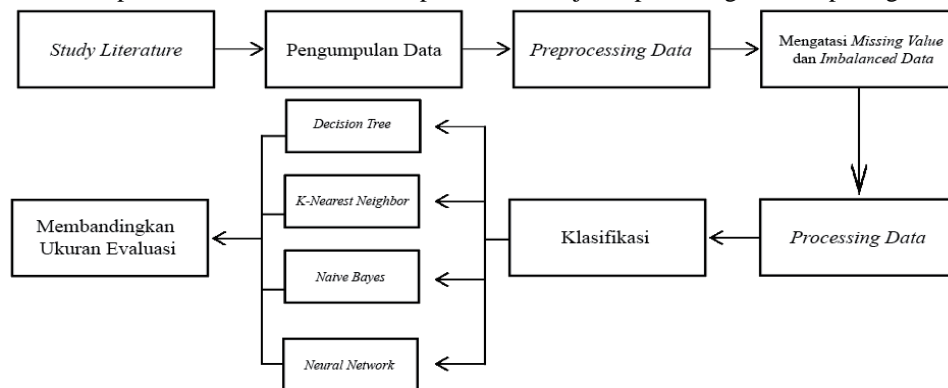 Study Literature
Pengumpulan Data
Preprocessing Data
Mengatasi Missing Value
dan Imbalanced Data
Processing Data
Klasifikasi
Decision Tree
K-Nearest Neighbor
Naive Bayes
Neural Network
Membandingkan
Ukuran Evaluasi